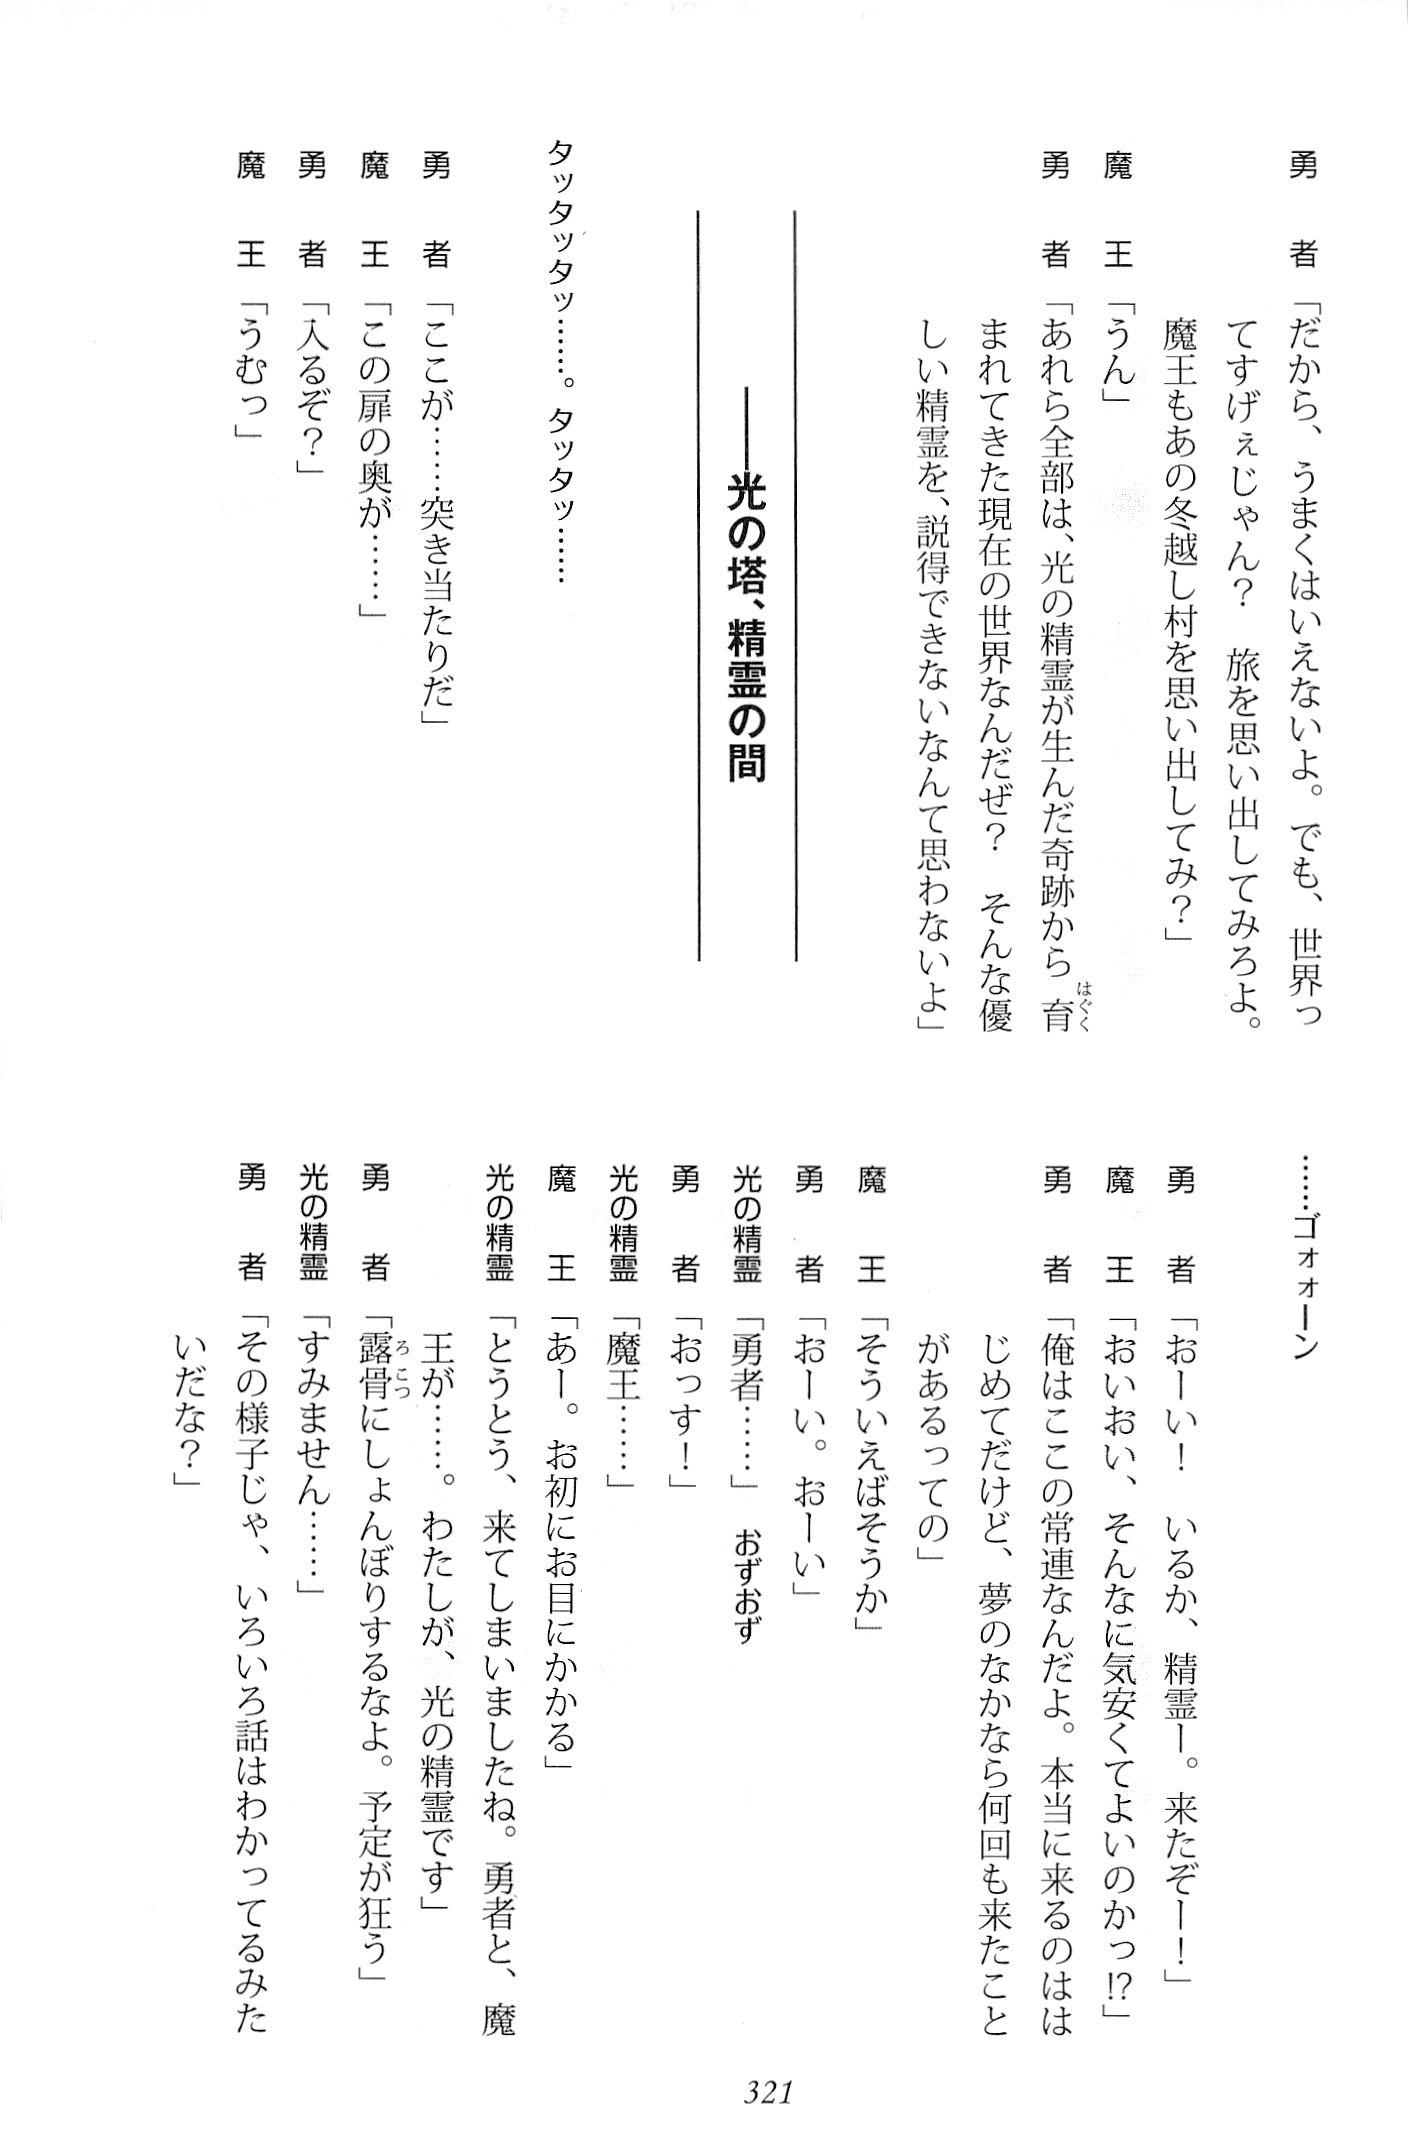 勇　者「だから、うまくはいえないよ。でも、世界っ
てすげぇじゃん？　旅を思い出してみろよ。
魔王もあの冬越し村を思い出してみ？」
魔　王「うん」
勇　者「あれら全部は、光の精霊が生んだ奇跡から育
はぐく
まれてきた現在の世界なんだぜ？　そんな優
しい精霊を、説得できないなんて思わないよ」
――光の塔、精霊の間
タッタッタッ……。タッタッ……
勇　者「ここが……突き当たりだ」
魔　王「この扉の奥が……」
勇　者「入るぞ？」
魔　王「うむっ」
……ゴォォーン
勇　者「おーい！　いるか、精霊ー。来たぞー！」
魔　王「おいおい、そんなに気安くてよいのかっ!?」
勇　者「俺はここの常連なんだよ。本当に来るのはは
じめてだけど、夢のなかなら何回も来たこと
があるっての」
魔　王「そういえばそうか」
勇　者「おーい。おーい」
光の精霊「勇者……」　おずおず
勇　者「おっす！」
光の精霊「魔王……」
魔　王「あー。お初にお目にかかる」
光の精霊「とうとう、来てしまいましたね。勇者と、魔
王が……。わたしが、光の精霊です」
勇　者「露骨にしょんぼりするなよ。予定が狂う」
ろこつ
光の精霊「すみません……」
勇　者「その様子じゃ、いろいろ話はわかってるみた
いだな？」
321